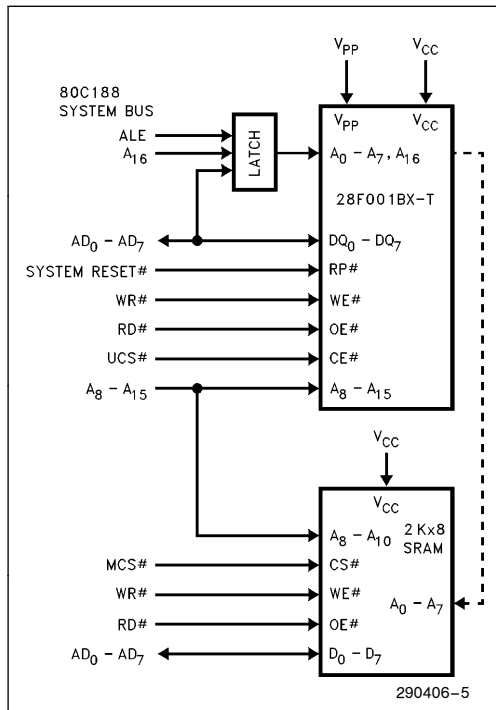 V_PP V_CC
80C188
SYSTEM BUS
ALE
A_16
LATCH
V_PP V_CC
A_0 - A_7, A_16
28F001BX-T
AD_0 - AD_7 DQ_0 - DQ_7
SYSTEM RESET# RP#
WR# WE#
RD# OE#
UCS# CE#
A_8 - A_15 A_8 - A_15
V_CC
V_CC
A_8 - A_10 2 Kx8
SRAM
MCS# CS#
WR# WE#
A_0 - A_7
RD# OE#
AD_0 - AD_7 D_0 - D_7
290406-5